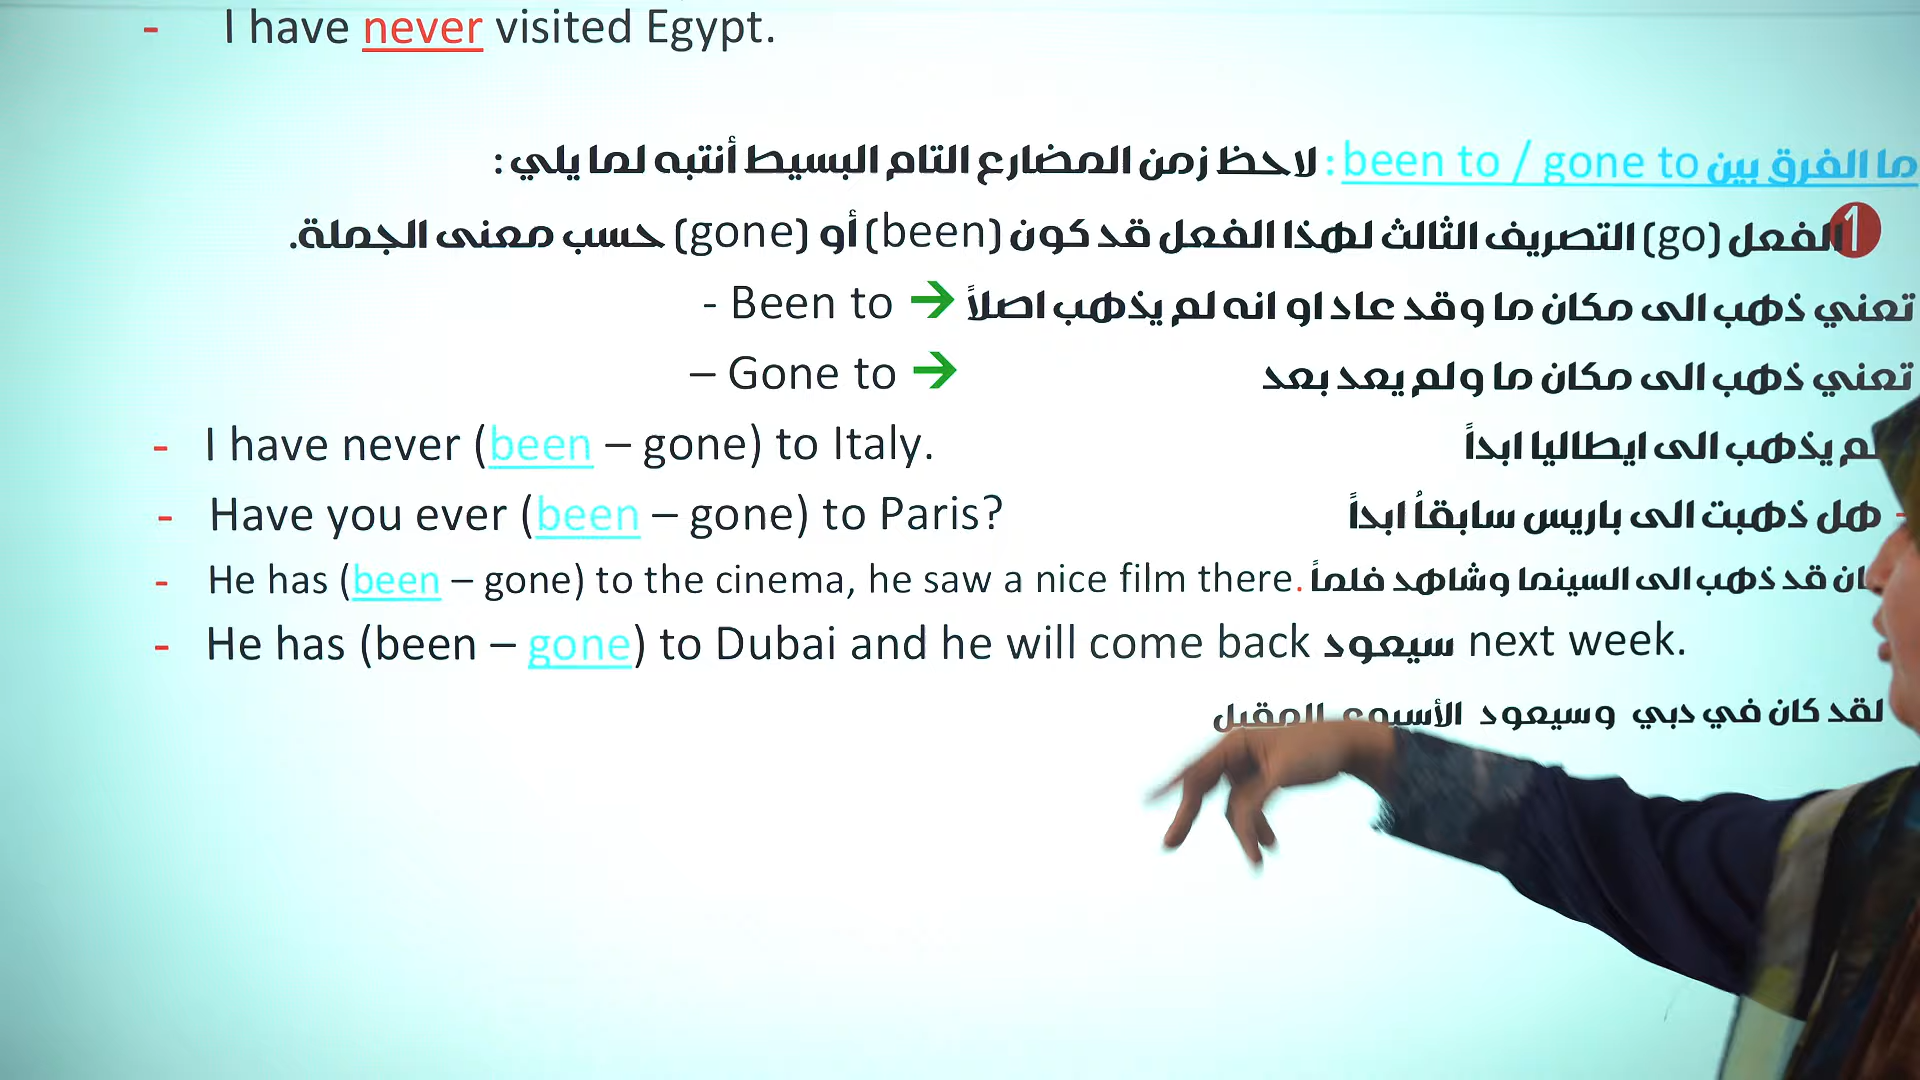 - I have never visited Egypt.
ما الفرق بين been to / gone to : لاحظ زمن المضارع التام البسيط أنتبه لما يلي :
1 الفعل (go) التصريف الثالث لهذا الفعل قد كون (been) أو (gone) حسب معنى الجملة.
- Been to ➔ تعني ذهب الى مكان ما وقد عاد او انه لم يذهب اصلاً
– Gone to ➔ تعني ذهب الى مكان ما ولم يعد بعد
- I have never (been – gone) to Italy. لم يذهب الى ايطاليا ابداً
- Have you ever (been – gone) to Paris? هل ذهبت الى باريس سابقاً ابداً -
- He has (been – gone) to the cinema, he saw a nice film there. قد ذهب الى السينما وشاهد فلماً
- He has (been – gone) to Dubai and he will come back سيعود next week.
لقد كان في دبي وسيعود الأسبوع المقبل